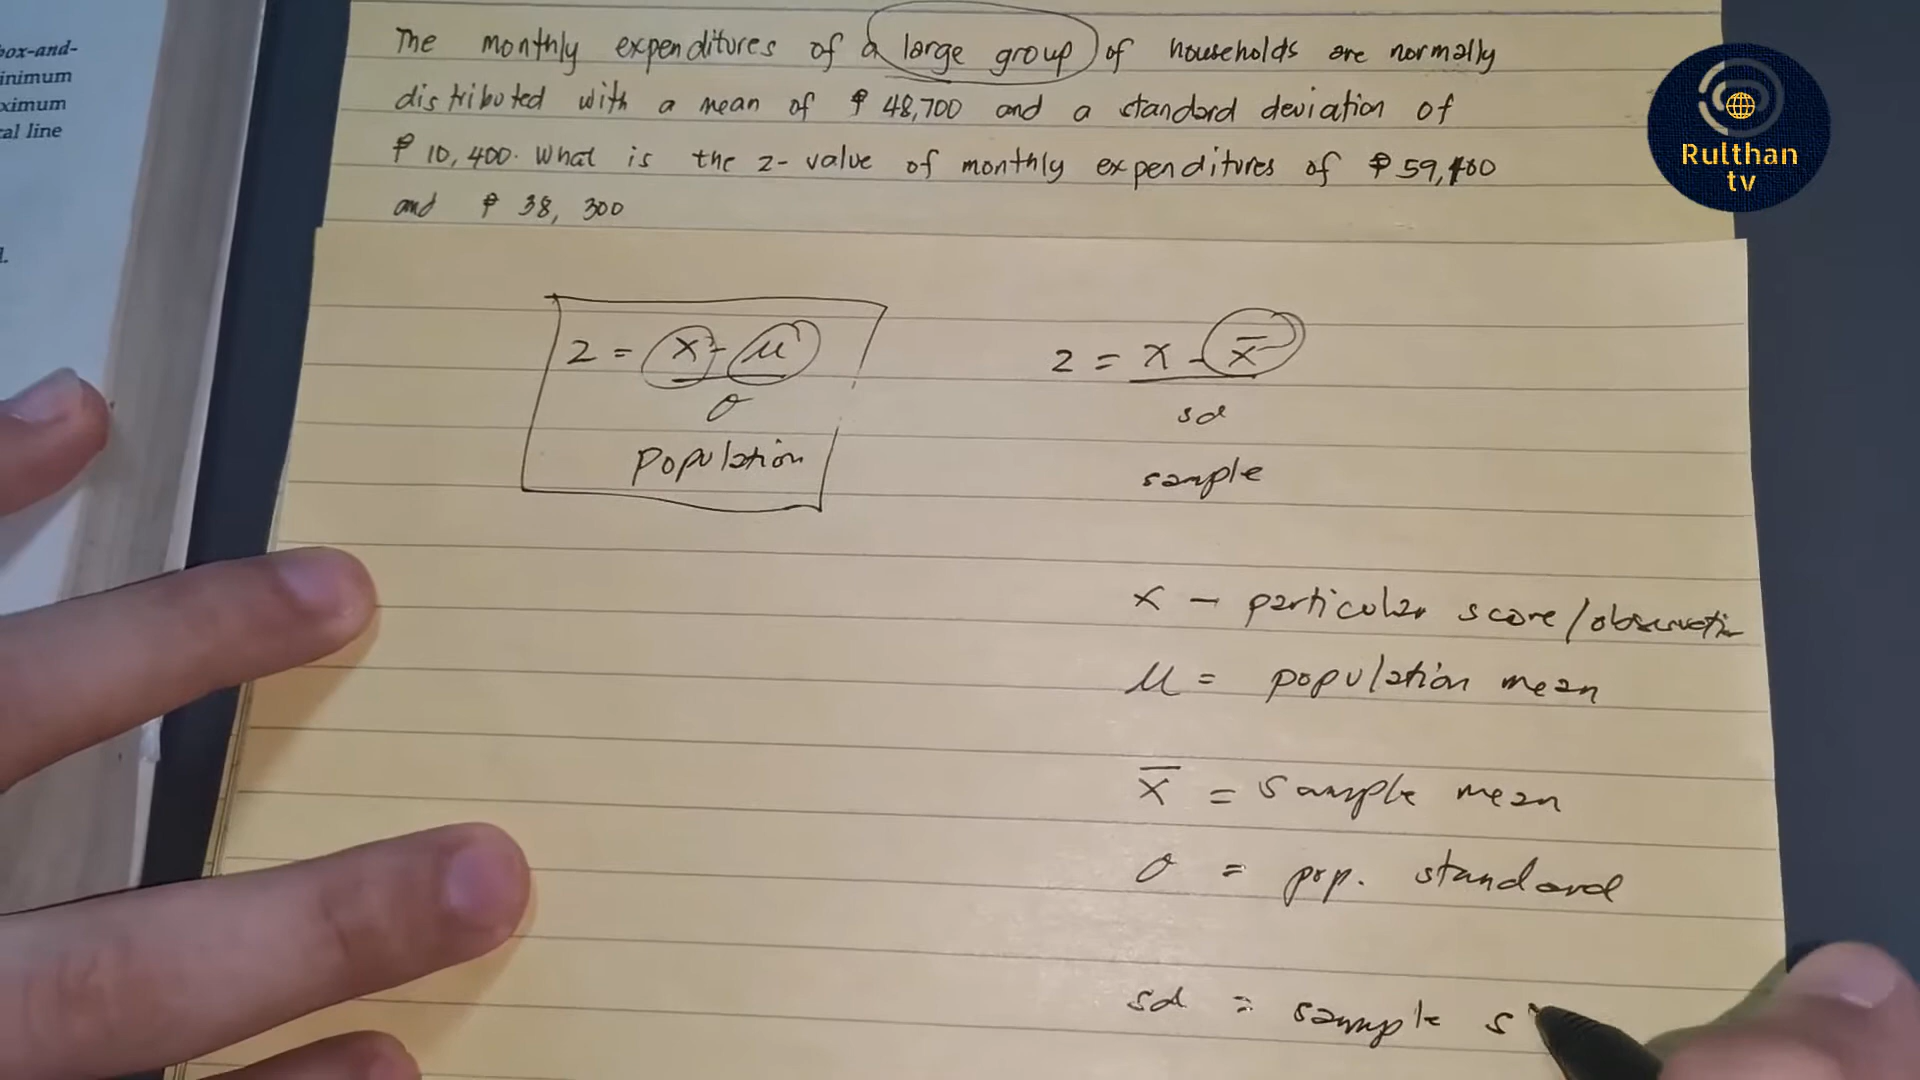 box-and-
inimum
ximum
al line
l.
The monthly expenditures of a large group of households are normally
distributed with a mean of ₱ 48,700 and a standard deviation of
₱ 10,400. What is the z-value of monthly expenditures of ₱ 59,100
and ₱ 38,300
Rulthan
tv
z = x - μ
σ
population
z = x - x̄
sd
sample
x - particular score/observation
μ = population mean
x̄ = sample mean
σ = pop. standard
sd = sample s